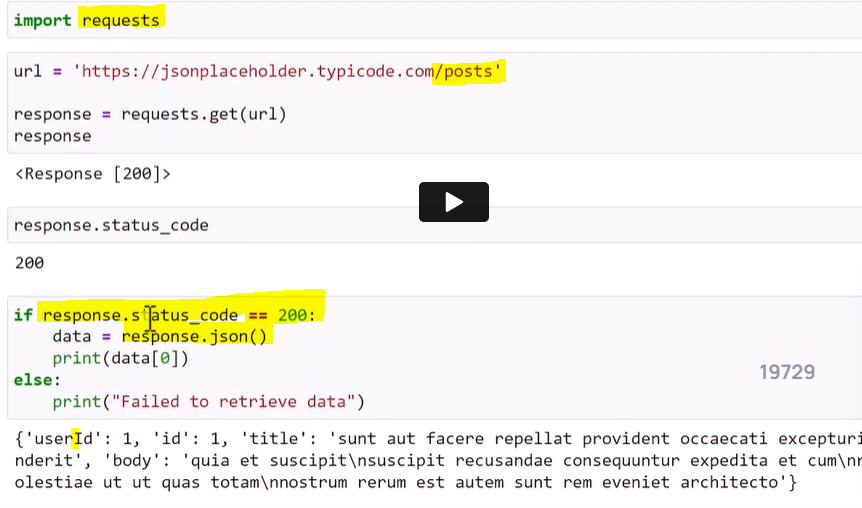 import requests
url = 'https://jsonplaceholder.typicode.com/posts'
response = requests.get(url)
response
<Response [200]>
response.status_code
200
if response.status_code == 200:
    data = response.json()
    print(data[0])
else:
    print("Failed to retrieve data")
19729
{'userId': 1, 'id': 1, 'title': 'sunt aut facere repellat provident occaecati excepturi
nderit', 'body': 'quia et suscipit\nsuscipit recusandae consequuntur expedita et cum\nr
olestiae ut ut quas totam\nnostrum rerum est autem sunt rem eveniet architecto'}